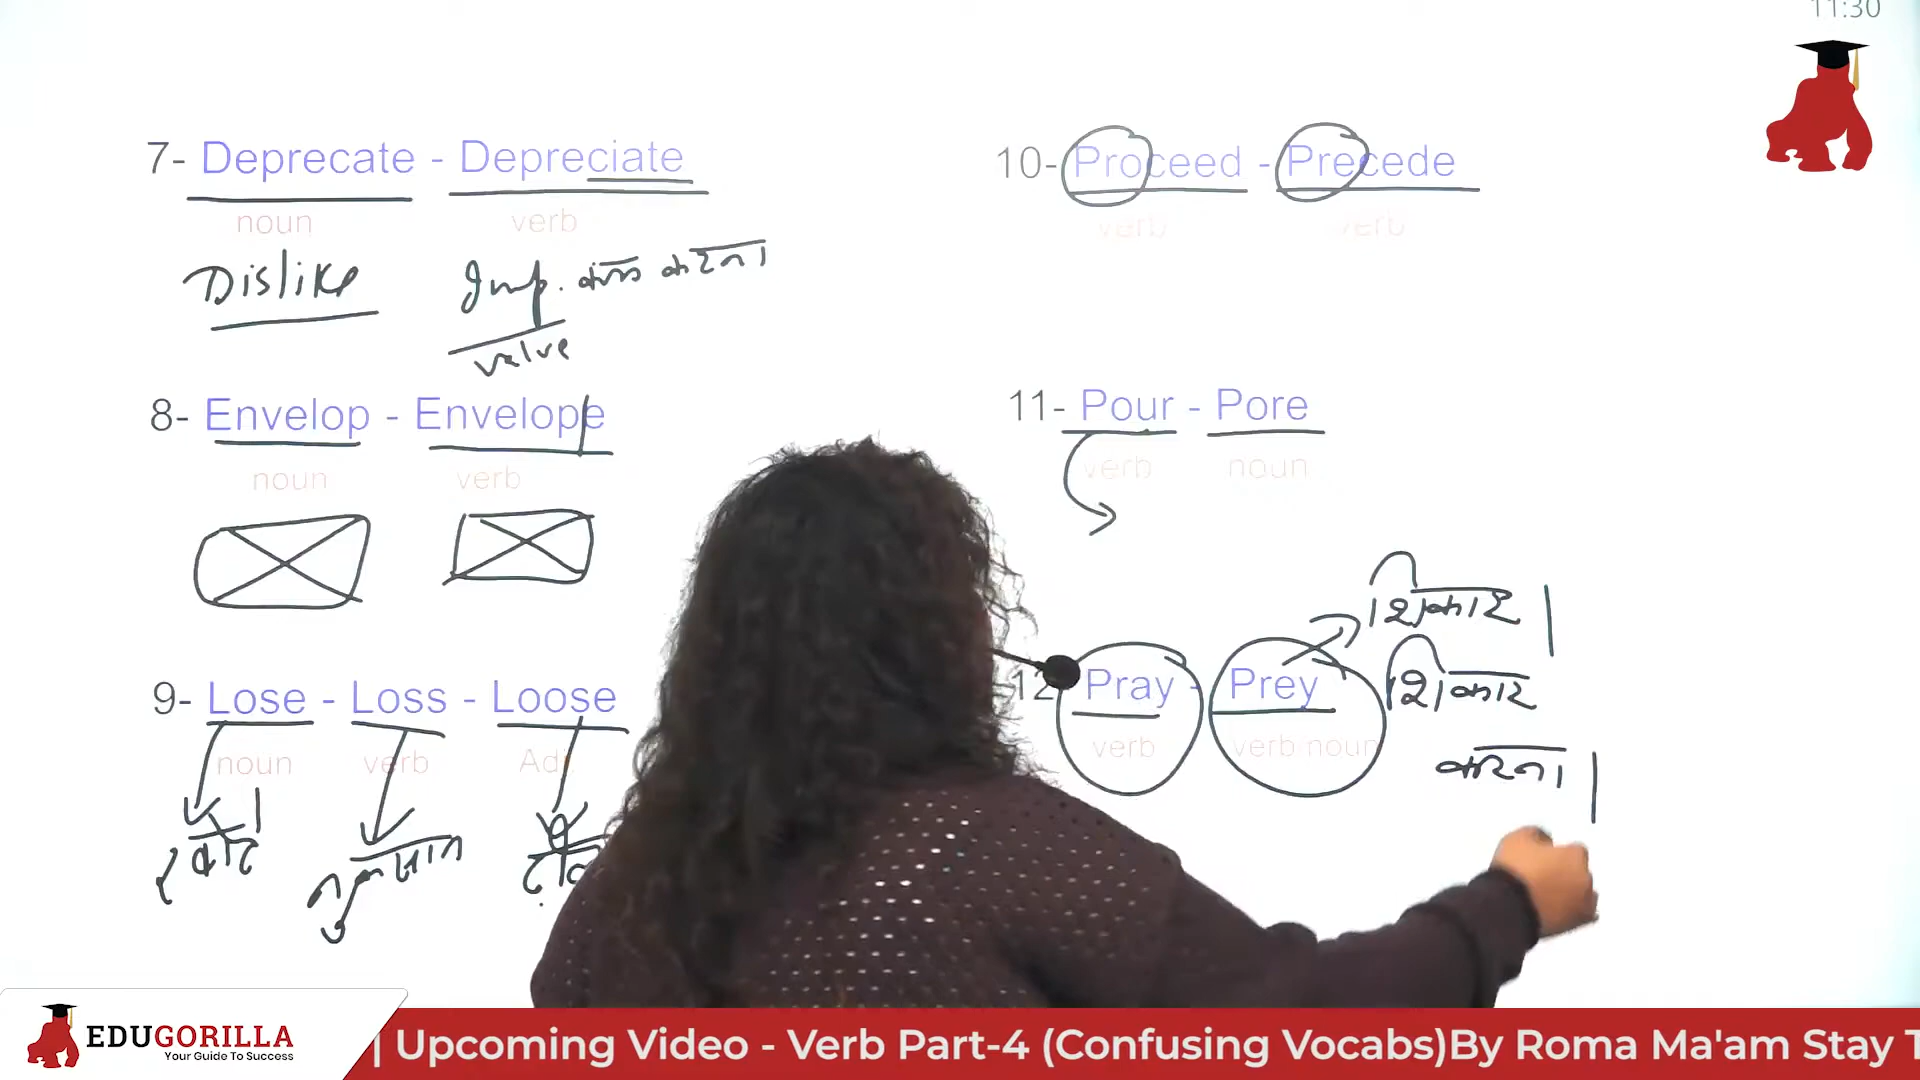 11:30
7- Deprecate - Depreciate
noun verb
Dislike Imp. कम करना
value
8- Envelop - Envelope
noun verb
9- Lose - Loss - Loose
noun verb Adj
10- Proceed - Precede
verb verb
11- Pour - Pore
verb noun
शिकार
12 Pray - Prey शिकार
verb verb noun करना
EDUGORILLA
Your Guide To Success
| Upcoming Video - Verb Part-4 (Confusing Vocabs)By Roma Ma'am Stay T